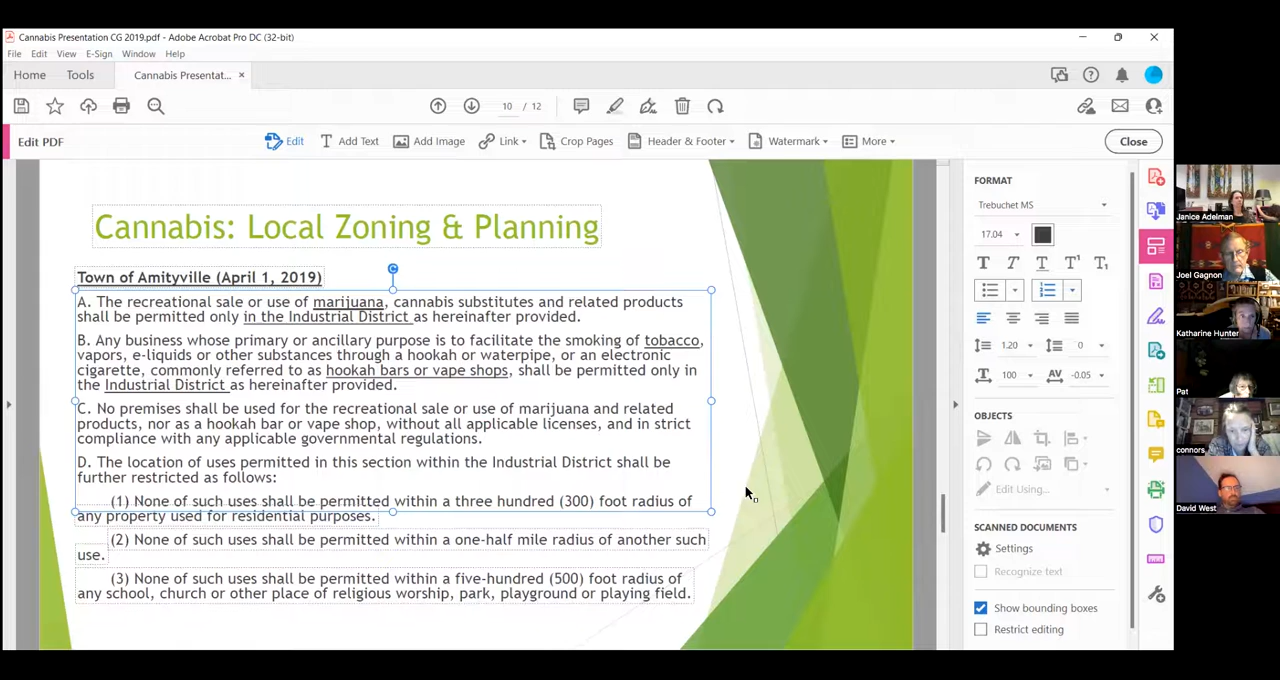 Cannabis Presentation CG 2019.pdf - Adobe Acrobat Pro DC (32-bit)
File Edit View E-Sign Window Help
Home Tools Cannabis Presentat... ×
10 / 12
Edit PDF Edit Add Text Add Image Link Crop Pages Header & Footer Watermark More Close
Cannabis: Local Zoning & Planning
Town of Amityville (April 1, 2019)
A. The recreational sale or use of marijuana, cannabis substitutes and related products
shall be permitted only in the Industrial District as hereinafter provided.
B. Any business whose primary or ancillary purpose is to facilitate the smoking of tobacco,
vapors, e-liquids or other substances through a hookah or waterpipe, or an electronic
cigarette, commonly referred to as hookah bars or vape shops, shall be permitted only in
the Industrial District as hereinafter provided.
C. No premises shall be used for the recreational sale or use of marijuana and related
products, nor as a hookah bar or vape shop, without all applicable licenses, and in strict
compliance with any applicable governmental regulations.
D. The location of uses permitted in this section within the Industrial District shall be
further restricted as follows:
(1) None of such uses shall be permitted within a three hundred (300) foot radius of
any property used for residential purposes.
(2) None of such uses shall be permitted within a one-half mile radius of another such
use.
(3) None of such uses shall be permitted within a five-hundred (500) foot radius of
any school, church or other place of religious worship, park, playground or playing field.
FORMAT
Trebuchet MS
17.04
T T T T¹ T₁
1.20 0
100 AV -0.05
OBJECTS
Edit Using...
SCANNED DOCUMENTS
Settings
Recognize text
Show bounding boxes
Restrict editing
Janice Adelman
Joel Gagnon
Katharine Hunter
Pat
connors
David West